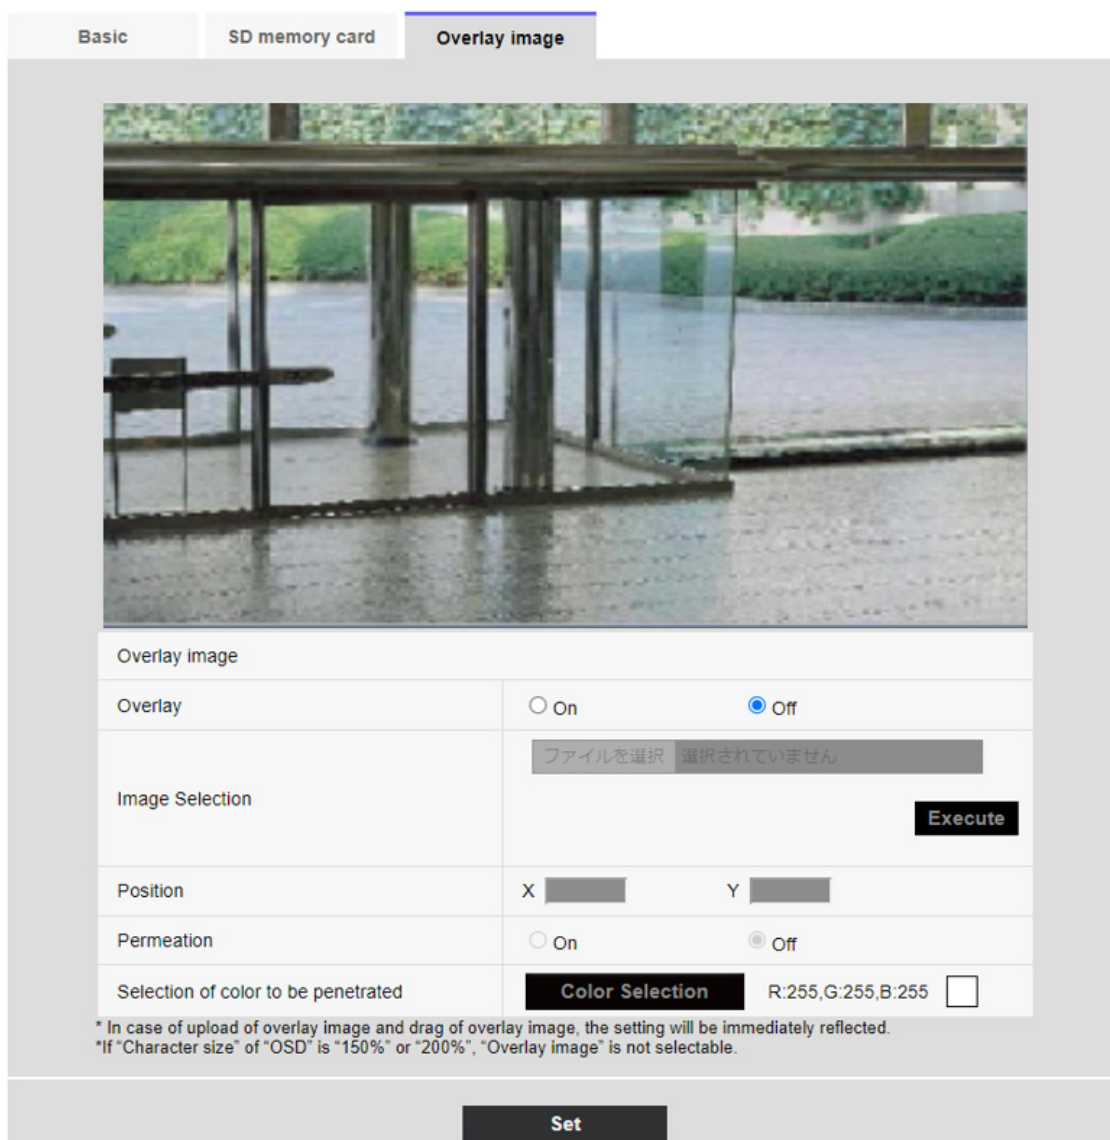 Basic SD memory card Overlay image
Overlay image
Overlay On Off
ファイルを選択 選択されていません
Image Selection
Execute
Position X Y
Permeation On Off
Selection of color to be penetrated Color Selection R:255,G:255,B:255
* In case of upload of overlay image and drag of overlay image, the setting will be immediately reflected.
*If “Character size” of “OSD” is “150%” or “200%”, “Overlay image” is not selectable.
Set